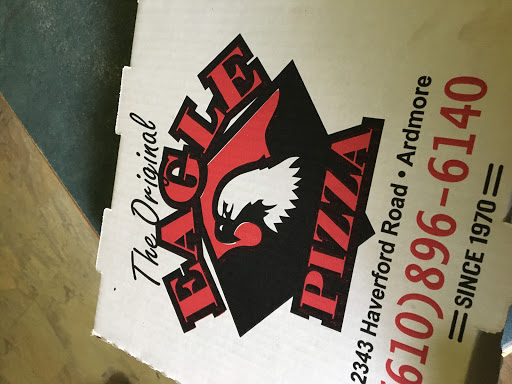 The Original
EAGLE
PIZZA
2343 Haverford Road • Ardmore
(610)896-6140
SINCE 1970